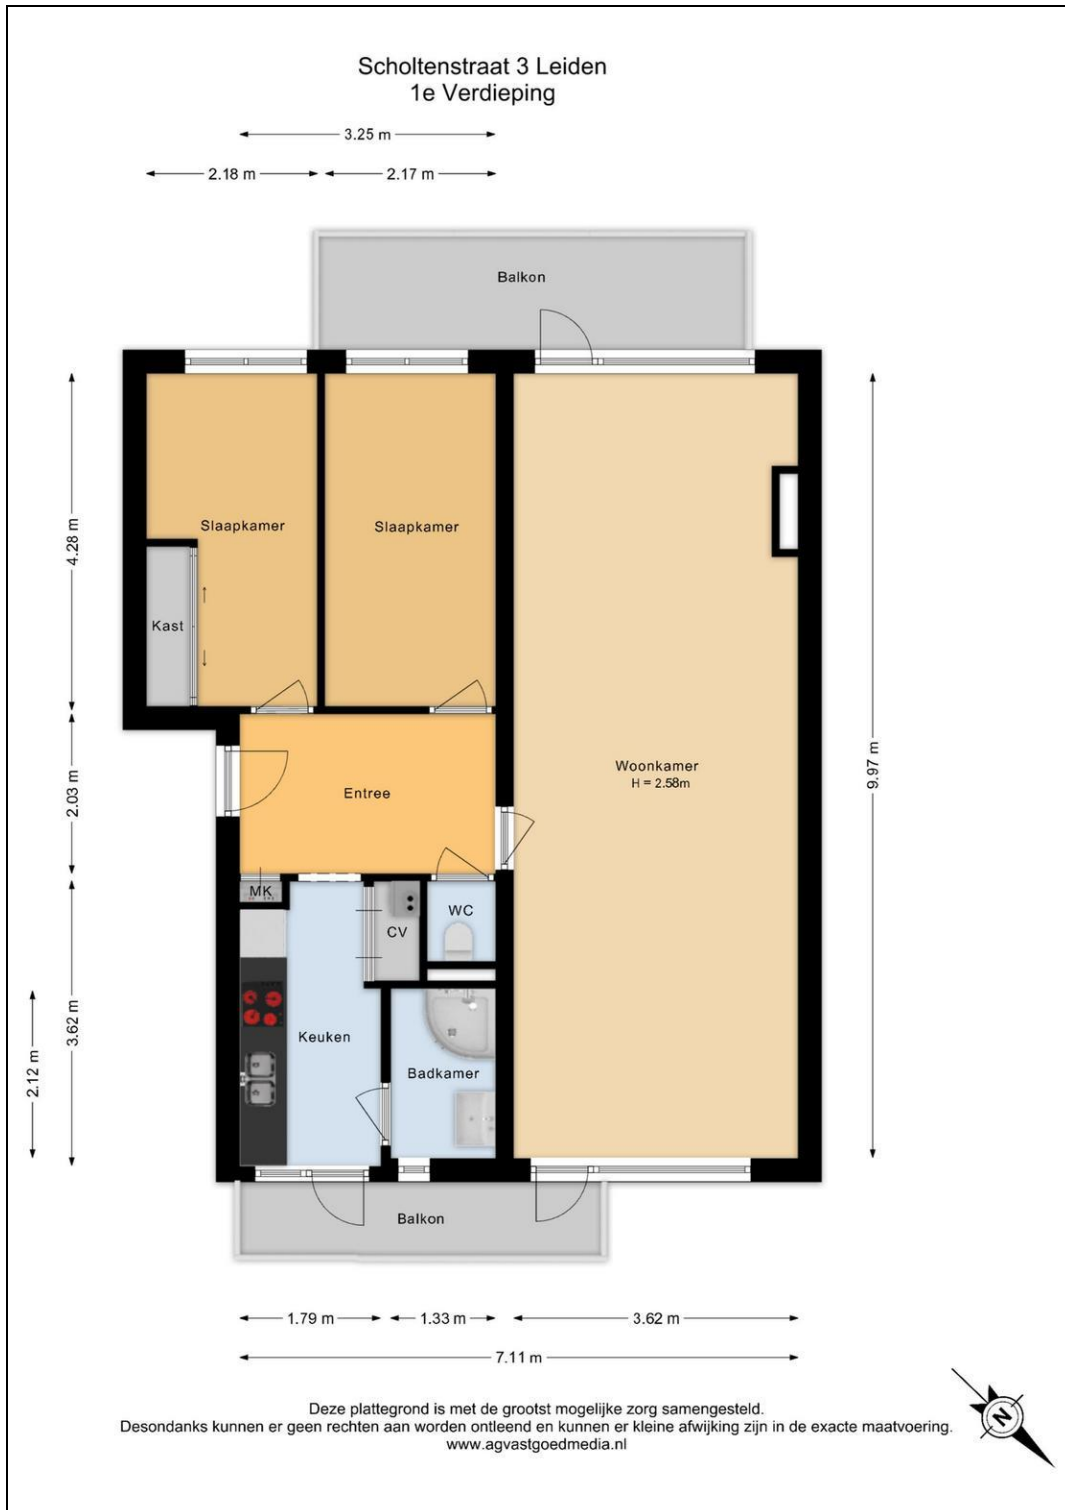 Scholtenstraat 3 Leiden
1e Verdieping
3.25 m
2.18 m
2.17 m
Balkon
4.28 m
Slaapkamer
Slaapkamer
Kast
2.03 m
Entree
Woonkamer
H = 2.58m
9.97 m
MK
WC
CV
3.62 m
2.12 m
Keuken
Badkamer
Balkon
1.79 m
1.33 m
3.62 m
7.11 m
Deze plattegrond is met de grootst mogelijke zorg samengesteld.
Desondanks kunnen er geen rechten aan worden ontleend en kunnen er kleine afwijking zijn in de exacte maatvoering.
www.agvastgoedmedia.nl
N